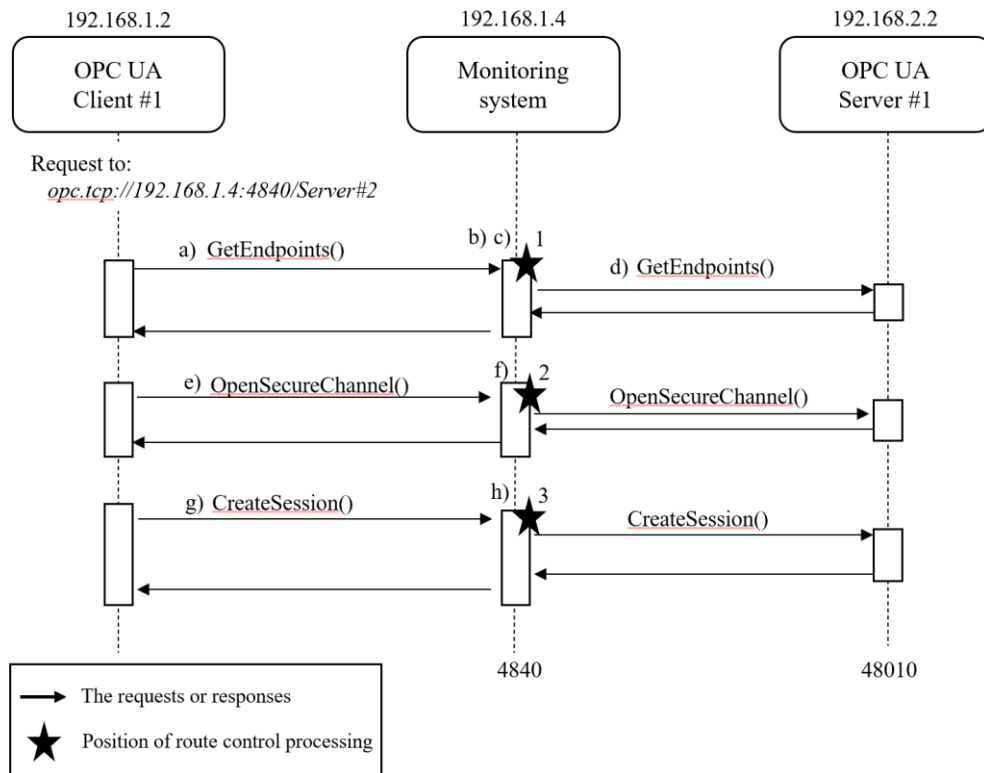 192.168.1.2
192.168.1.4
192.168.2.2
OPC UA
Client #1
Monitoring
system
OPC UA
Server #1
Request to:
opc.tcp://192.168.1.4:4840/Server#2
a) GetEndpoints()
b) c) 1
d) GetEndpoints()
e) OpenSecureChannel()
f) 2
OpenSecureChannel()
g) CreateSession()
h) 3
CreateSession()
4840
48010
The requests or responses
Position of route control processing